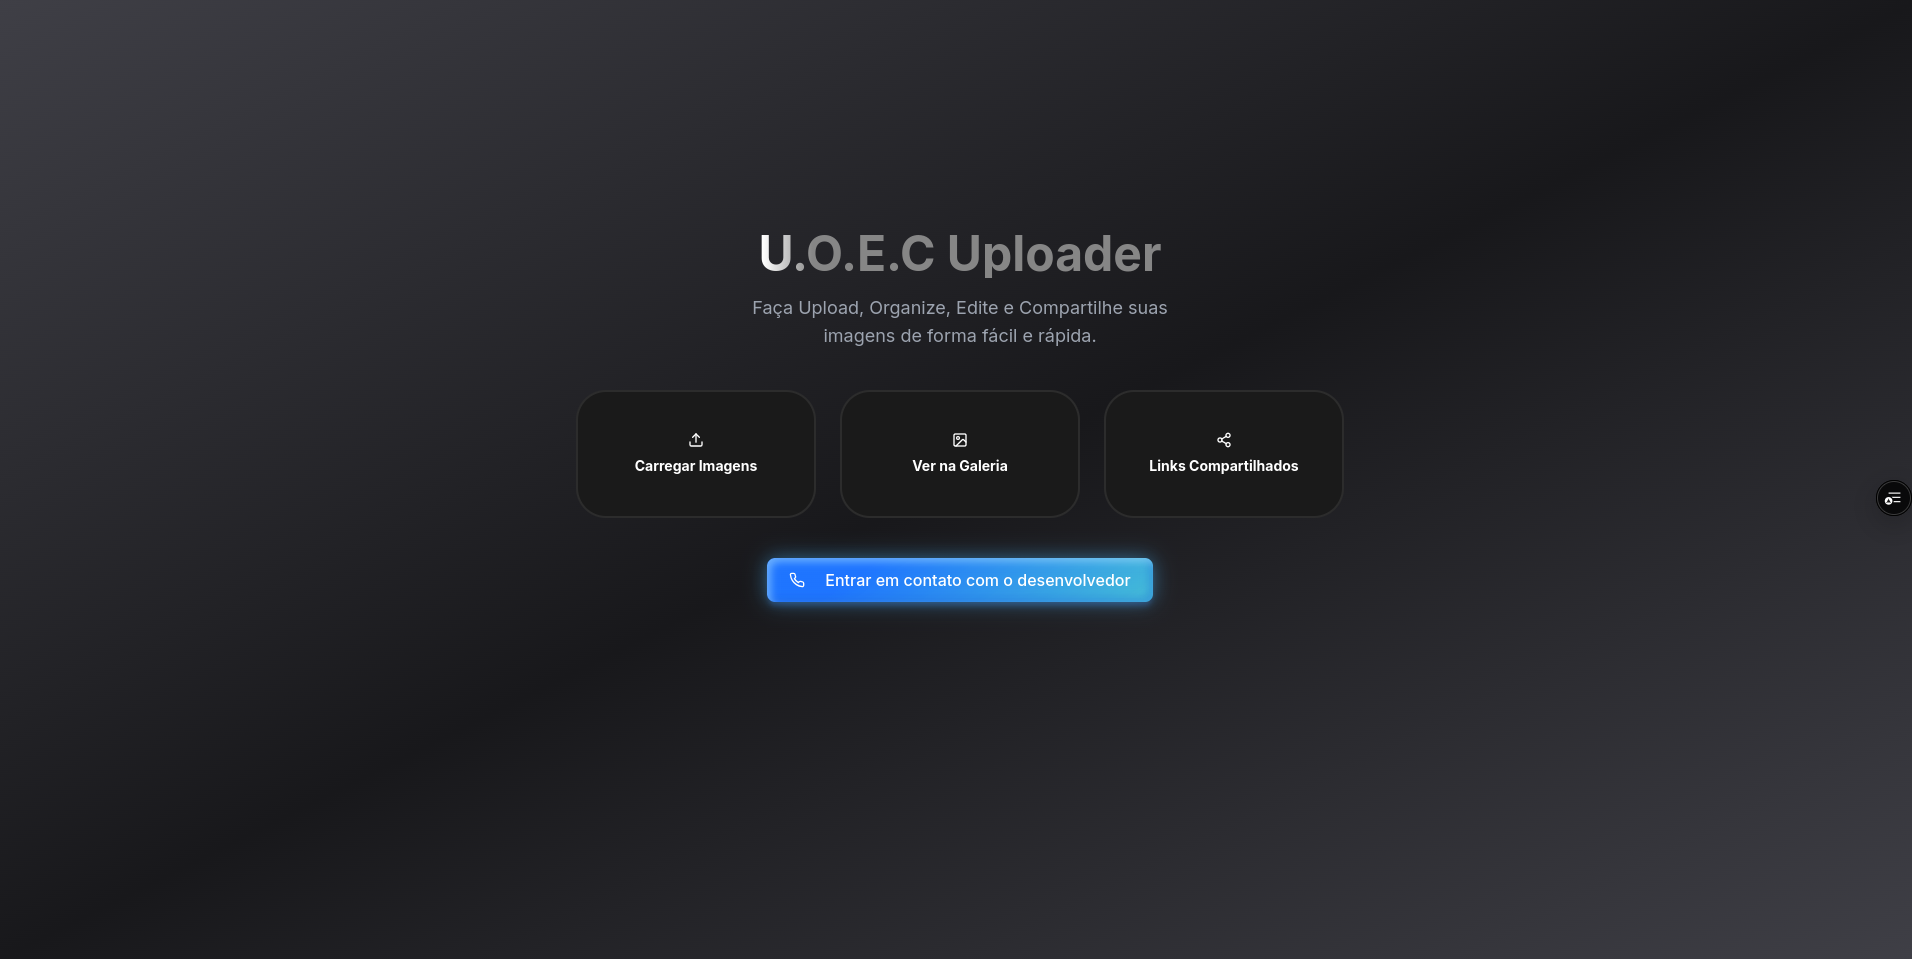 U.O.E.C Uploader
Faça Upload, Organize, Edite e Compartilhe suas
imagens de forma fácil e rápida.
Carregar Imagens
Ver na Galeria
Links Compartilhados
Entrar em contato com o desenvolvedor